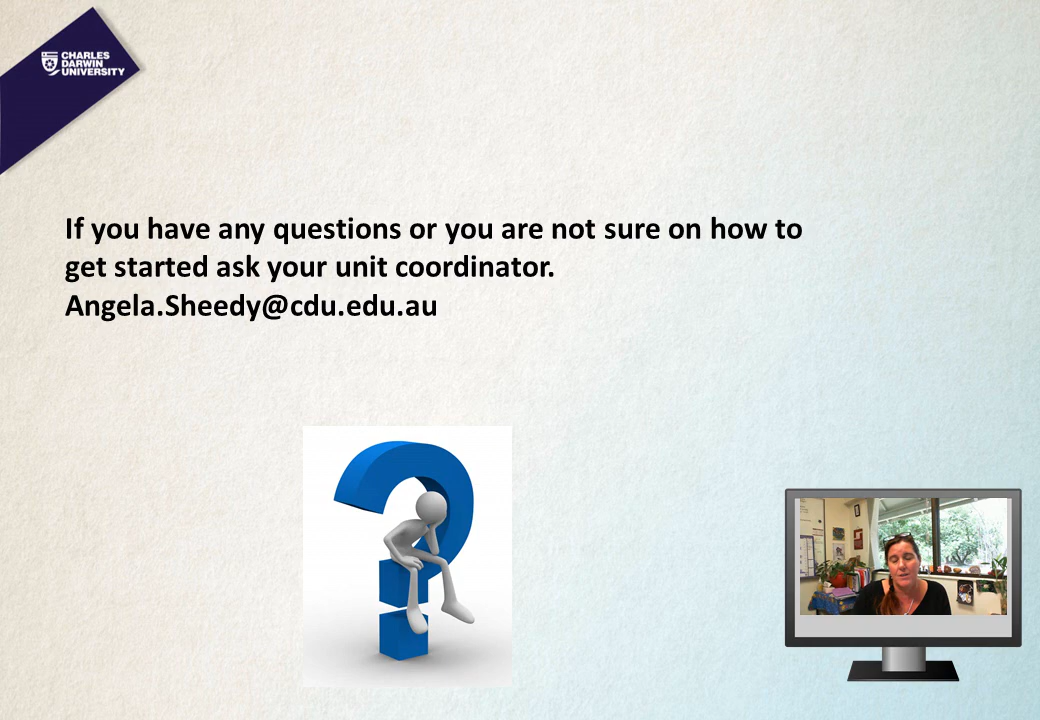 CHARLES
DARWIN
UNIVERSITY
If you have any questions or you are not sure on how to
get started ask your unit coordinator.
Angela.Sheedy@cdu.edu.au